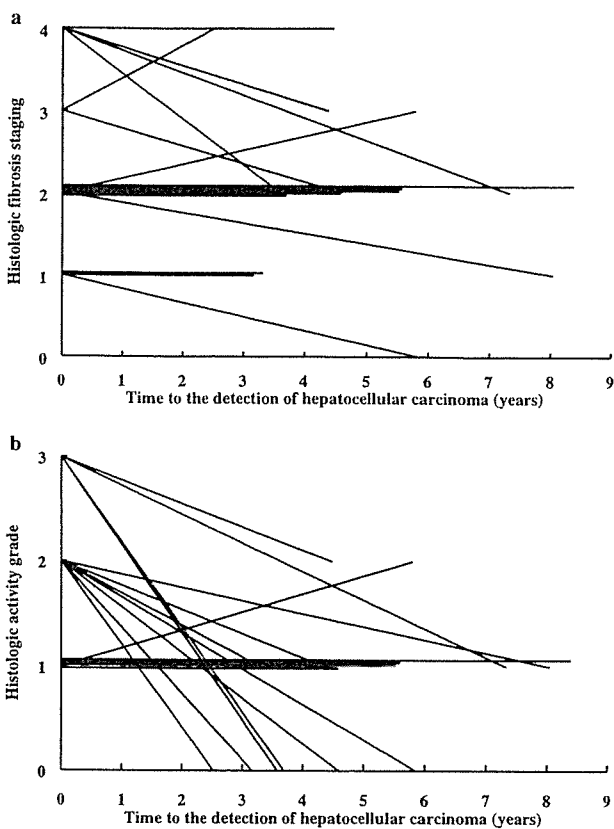 a
Histologic fibrosis staging
4
3
2
1
0
0 1 2 3 4 5 6 7 8 9
Time to the detection of hepatocellular carcinoma (years)
b
Histologic activity grade
3
2
1
0
0 1 2 3 4 5 6 7 8 9
Time to the detection of hepatocellular carcinoma (years)